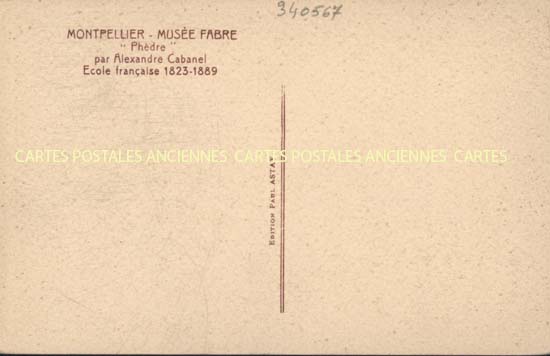 340567
MONTPELLIER - MUSÉE FABRE
" Phèdre "
par Alexandre Cabanel
Ecole française 1823-1889
CARTES POSTALES ANCIENNES CARTES POSTALES ANCIENNES CARTES
EDITION PAUL ASTAY